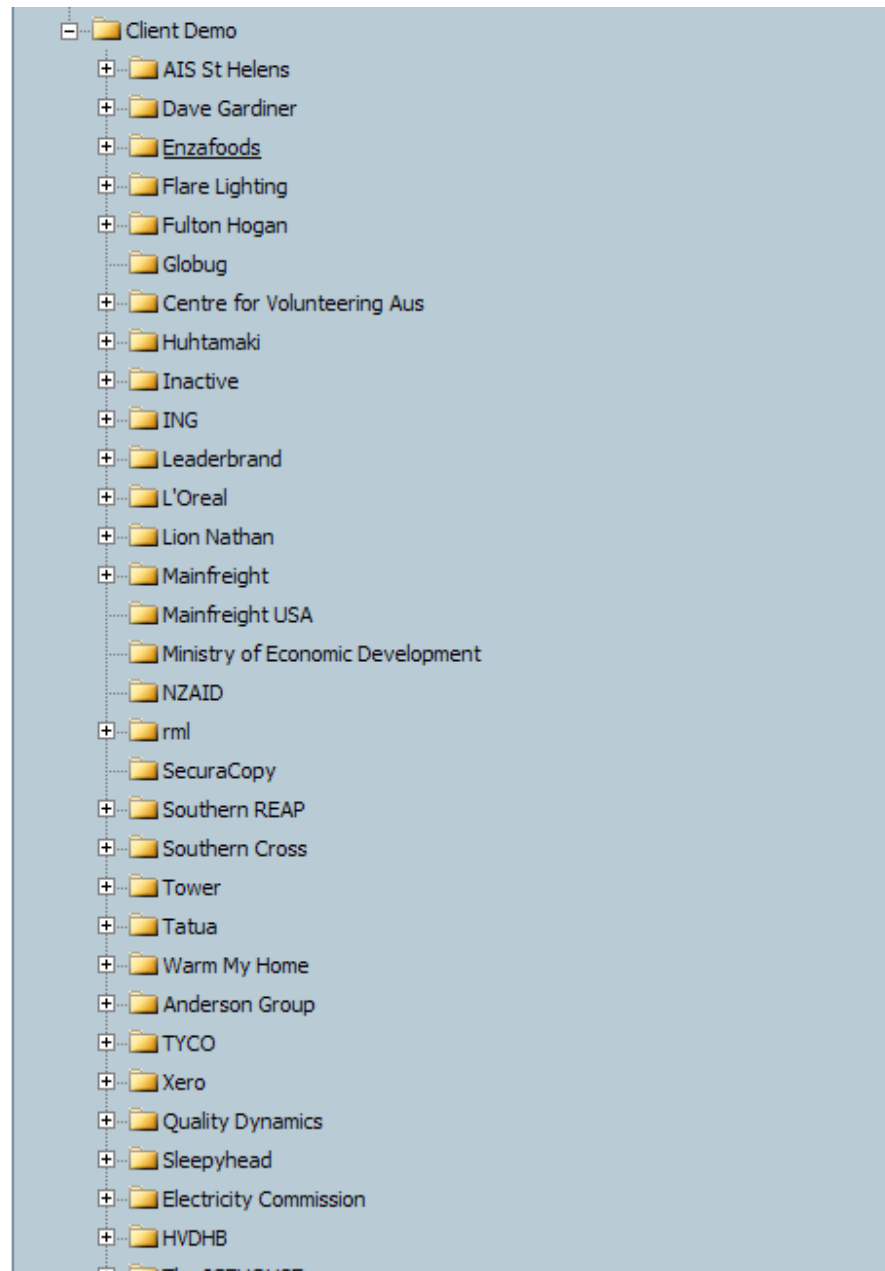 Client Demo
AIS St Helens
Dave Gardiner
Enzafoods
Flare Lighting
Fulton Hogan
Globug
Centre for Volunteering Aus
Huhtamaki
Inactive
ING
Leaderbrand
L'Oreal
Lion Nathan
Mainfreight
Mainfreight USA
Ministry of Economic Development
NZAID
rml
SecuraCopy
Southern REAP
Southern Cross
Tower
Tatua
Warm My Home
Anderson Group
TYCO
Xero
Quality Dynamics
Sleepyhead
Electricity Commission
HVDHB